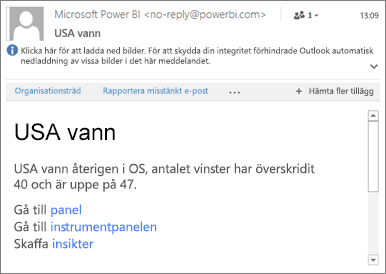 Microsoft Power BI <no-reply@powerbi.com>
1
13:09
USA vann
Klicka här för att ladda ned bilder. För att skydda din integritet förhindrade Outlook automatisk
nedladdning av vissa bilder i det här meddelandet.
Organisationsträd
Rapportera misstänkt e-post
...
+ Hämta fler tillägg
USA vann
USA vann återigen i OS, antalet vinster har överskridit
40 och är uppe på 47.
Gå till panel
Gå till instrumentpanelen
Skaffa insikter